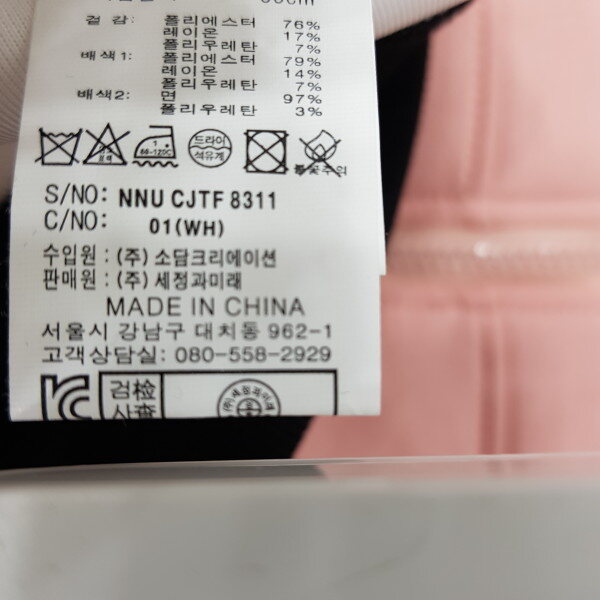 겉 감: 폴리에스터 76%
레이온 17%
폴리우레탄 7%
배색1: 폴리에스터 79%
레이온 14%
폴리우레탄 7%
배색2: 면 97%
폴리우레탄 3%
드라이
석유계
S/NO: NNU CJTF 8311
C/NO: 01(WH)
수입원 : (주) 소담크리에이션
판매원 : (주) 세정과미래
MADE IN CHINA
서울시 강남구 대치동 962-1
고객상담실: 080-558-2929
검检
사查